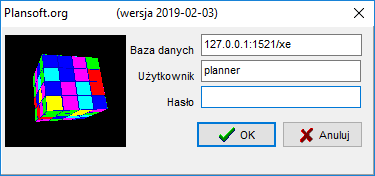 Plansoft.org (wersja 2019-02-03)
Baza danych 127.0.0.1:1521/xe
Użytkownik planner
Hasło
OK Anuluj